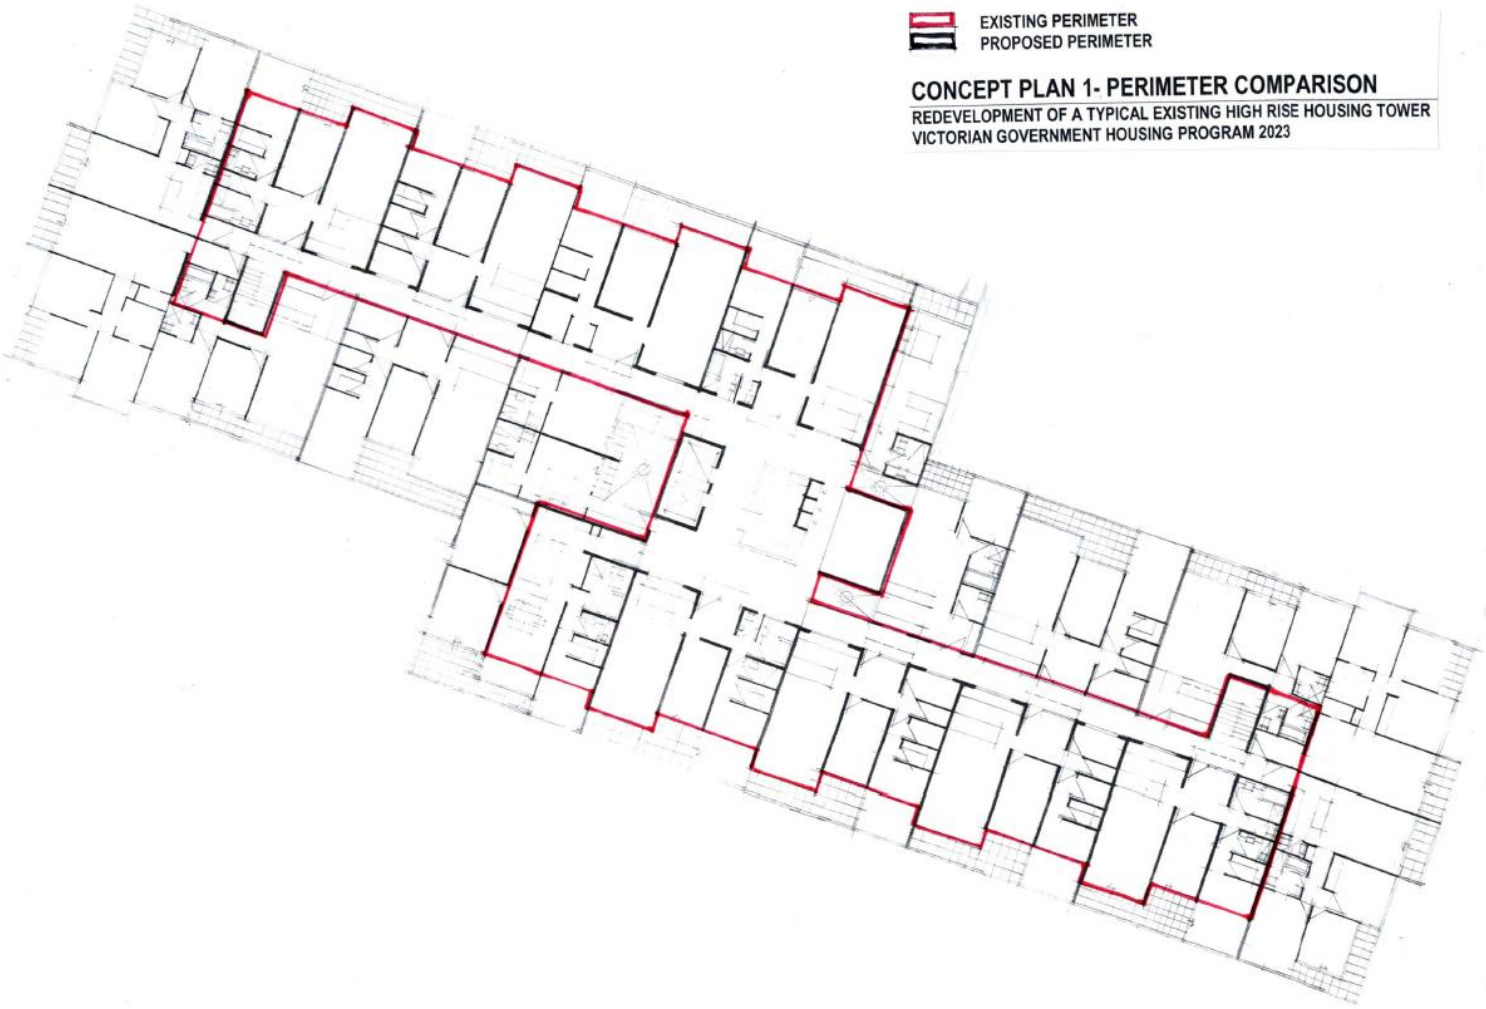 EXISTING PERIMETER
PROPOSED PERIMETER
CONCEPT PLAN 1- PERIMETER COMPARISON
REDEVELOPMENT OF A TYPICAL EXISTING HIGH RISE HOUSING TOWER
VICTORIAN GOVERNMENT HOUSING PROGRAM 2023